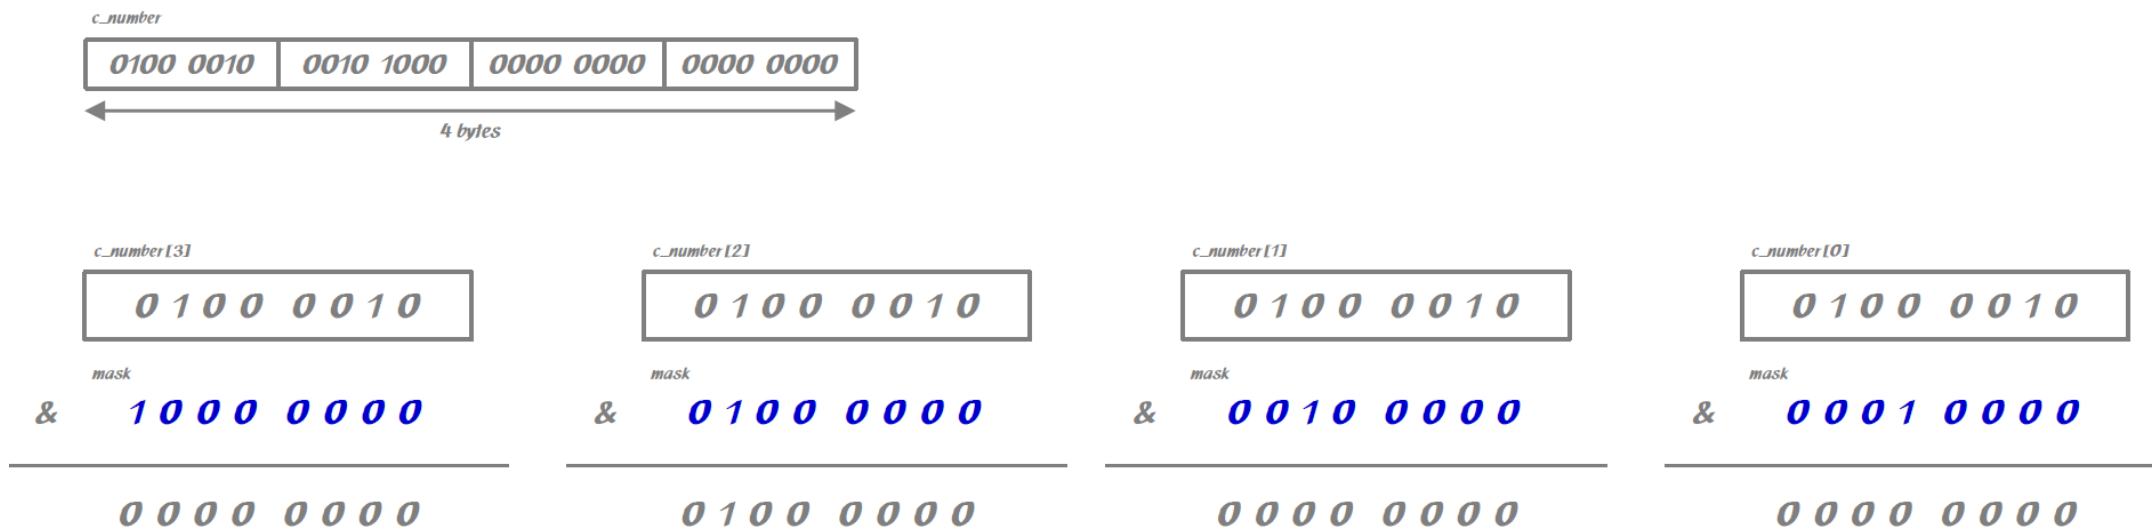 c_number
0100 0010 0010 1000 0000 0000 0000 0000
4 bytes
c_number[3] c_number[2] c_number[1] c_number[0]
0 1 0 0 0 0 1 0 0 1 0 0 0 0 1 0 0 1 0 0 0 0 1 0 0 1 0 0 0 0 1 0
mask mask mask mask
& 1 0 0 0 0 0 0 0 & 0 1 0 0 0 0 0 0 & 0 0 1 0 0 0 0 0 & 0 0 0 1 0 0 0 0
0 0 0 0 0 0 0 0 0 1 0 0 0 0 0 0 0 0 0 0 0 0 0 0 0 0 0 0 0 0 0 0